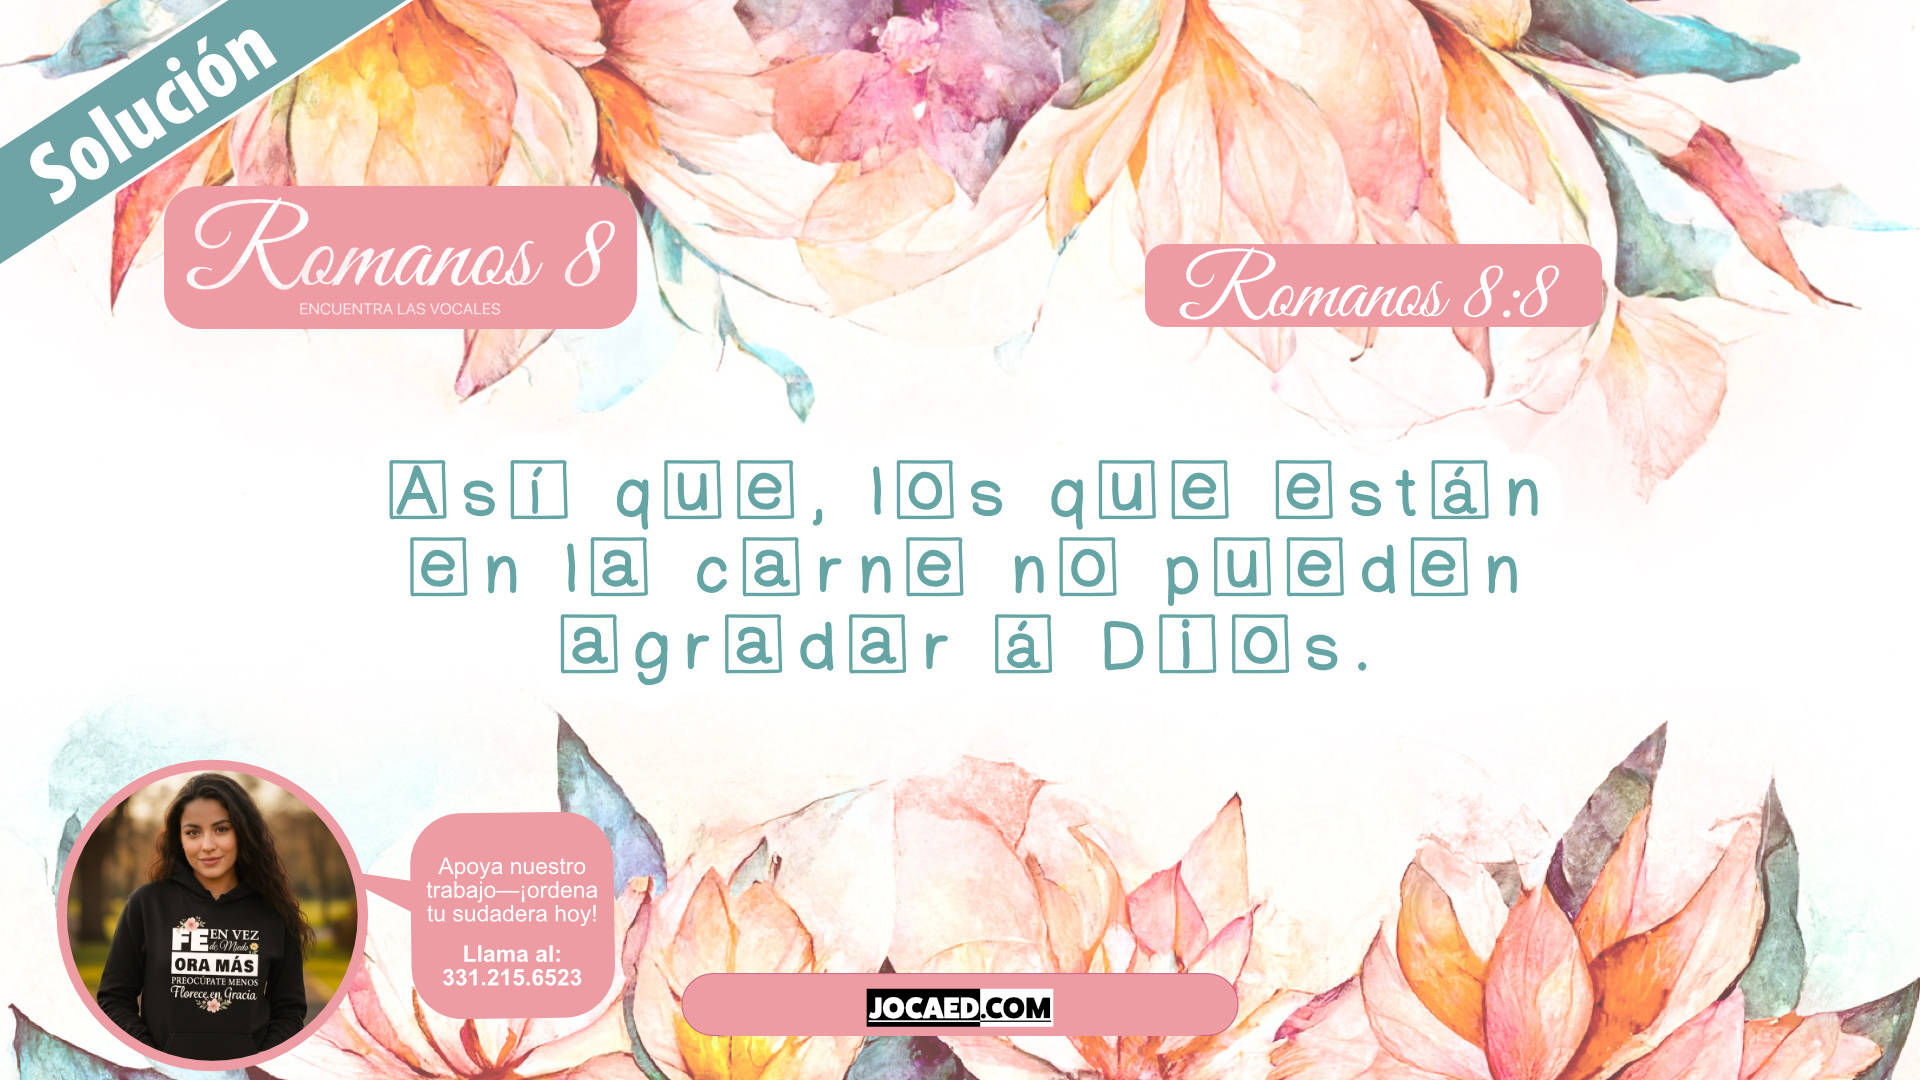 Solución
Romanos 8
ENCUENTRA LAS VOCALES
Romanos 8:8
Así que, los que están
en la carne no pueden
agradar á Dios.
FE EN VEZ
de Miedo
ORA MÁS
PREOCÚPATE MENOS
Florece en Gracia
Apoya nuestro
trabajo—¡ordena
tu sudadera hoy!
Llama al:
331.215.6523
JOCAED.COM